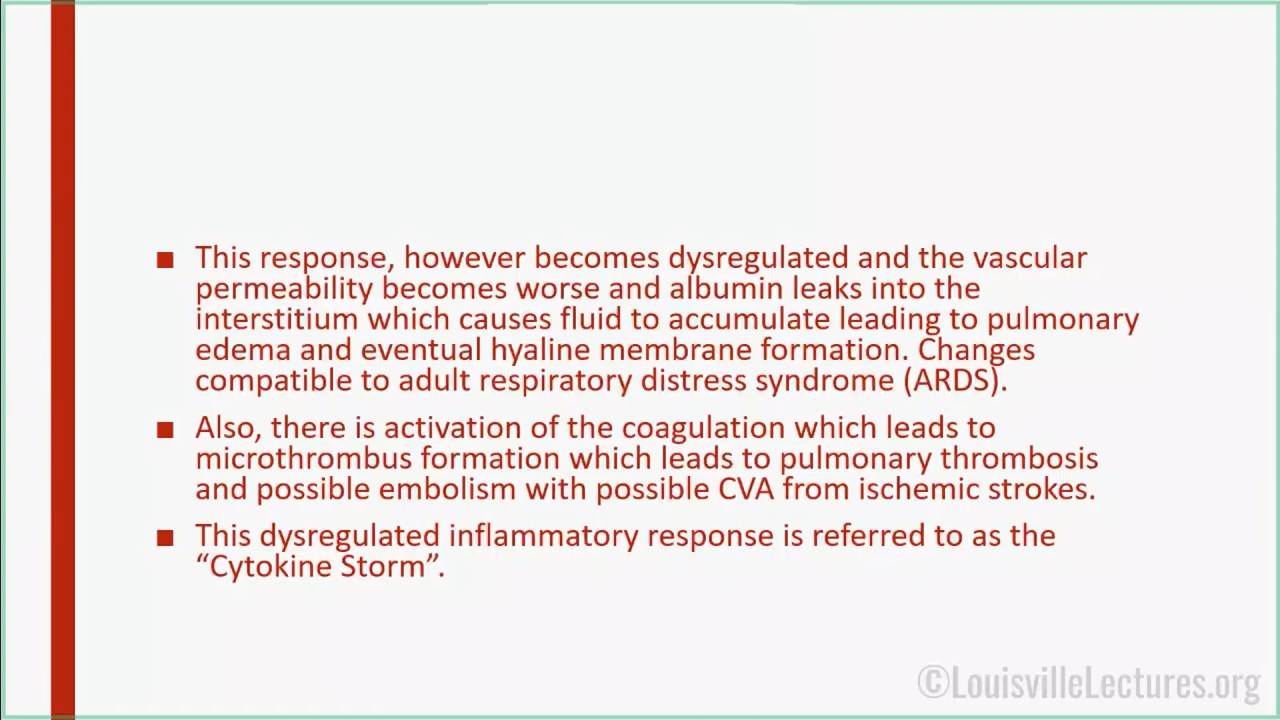 ■ This response, however becomes dysregulated and the vascular
permeability becomes worse and albumin leaks into the
interstitium which causes fluid to accumulate leading to pulmonary
edema and eventual hyaline membrane formation. Changes
compatible to adult respiratory distress syndrome (ARDS).
■ Also, there is activation of the coagulation which leads to
microthrombus formation which leads to pulmonary thrombosis
and possible embolism with possible CVA from ischemic strokes.
■ This dysregulated inflammatory response is referred to as the
“Cytokine Storm”.
©LouisvilleLectures.org